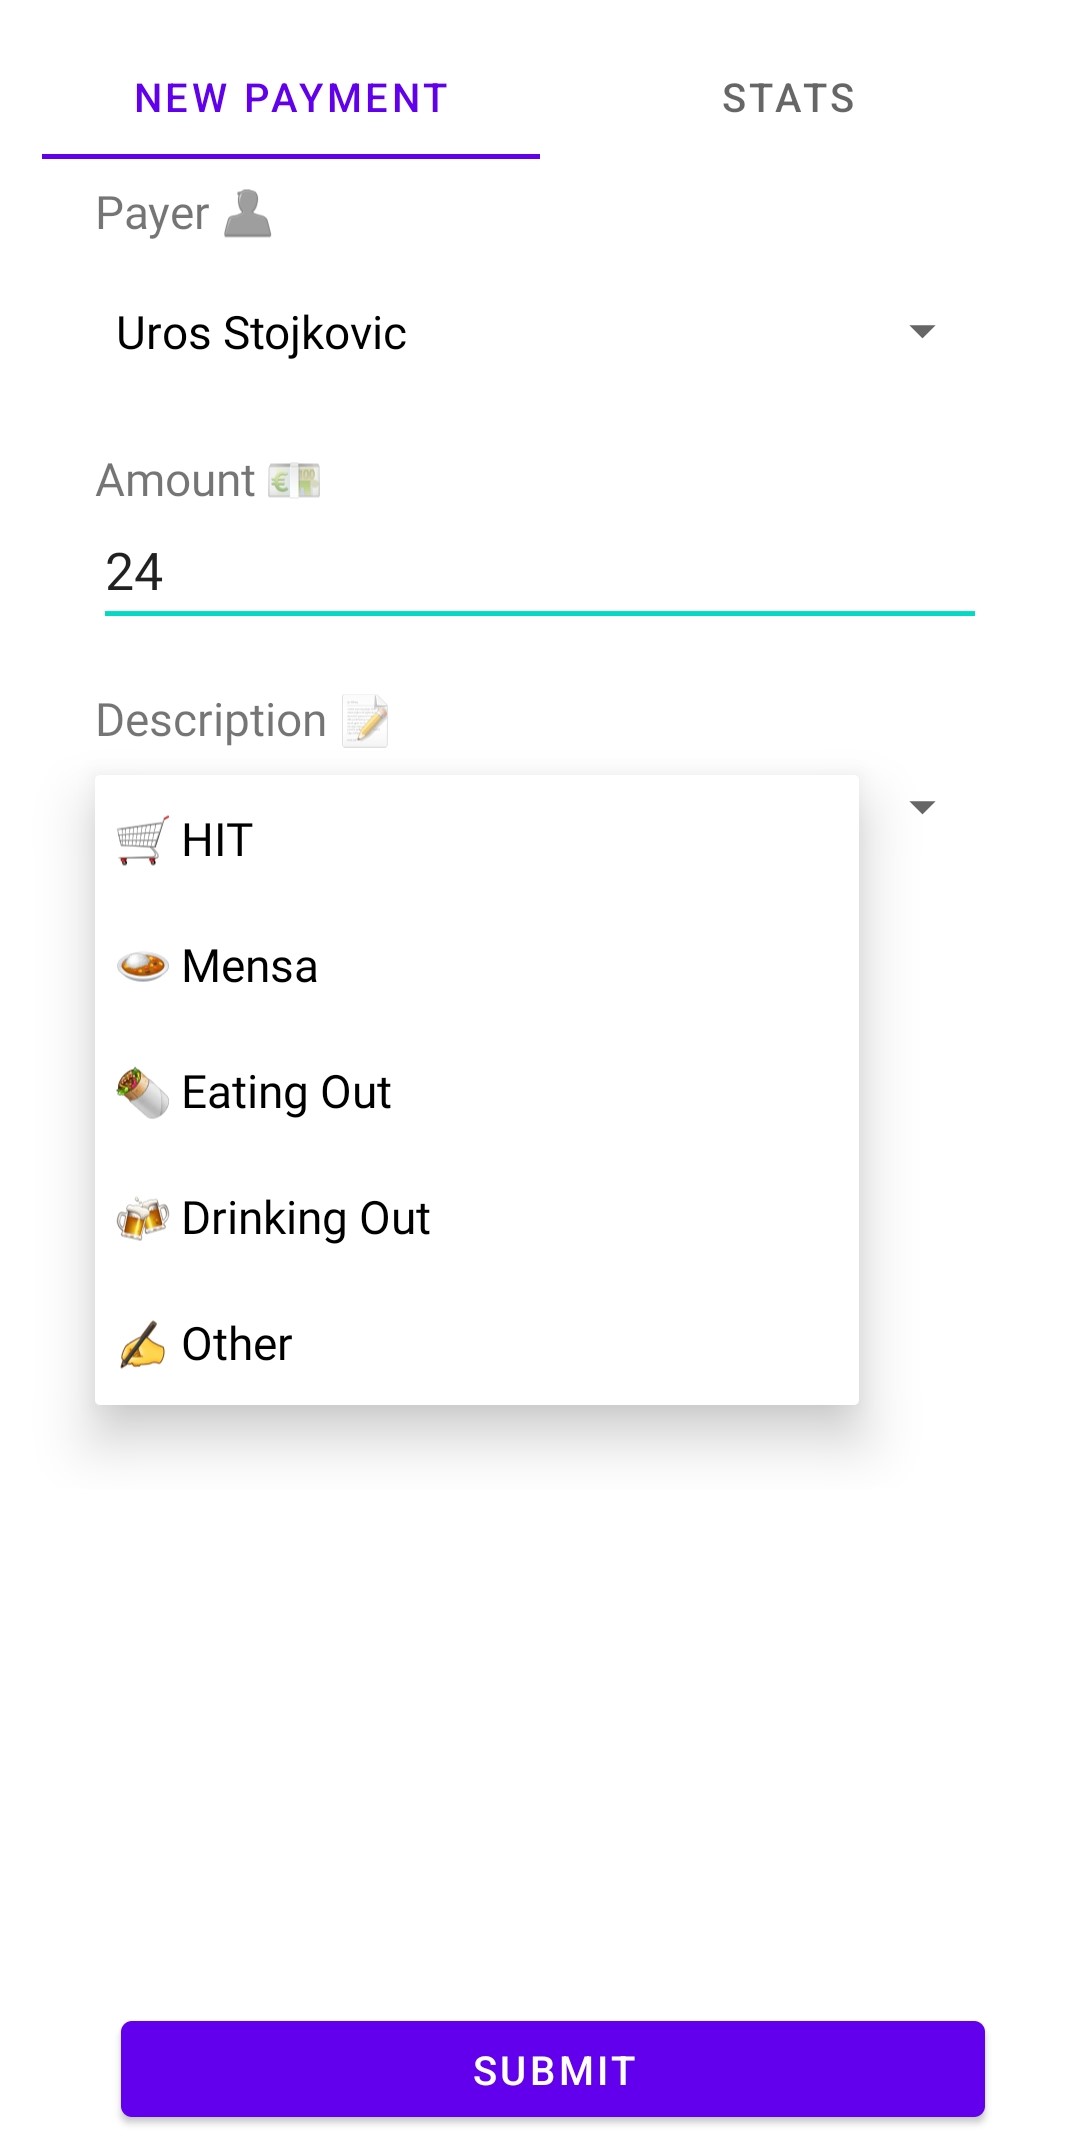 NEW PAYMENT STATS
Payer 👤
Uros Stojkovic
Amount 💶
24
Description 📝
🛒 HIT
🍛 Mensa
🌯 Eating Out
🍻 Drinking Out
✍️ Other
SUBMIT